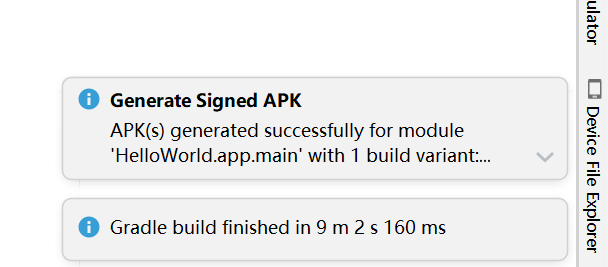 Generate Signed APK
APK(s) generated successfully for module
'HelloWorld.app.main' with 1 build variant:...
Gradle build finished in 9 m 2 s 160 ms
ulator
Device File Explorer